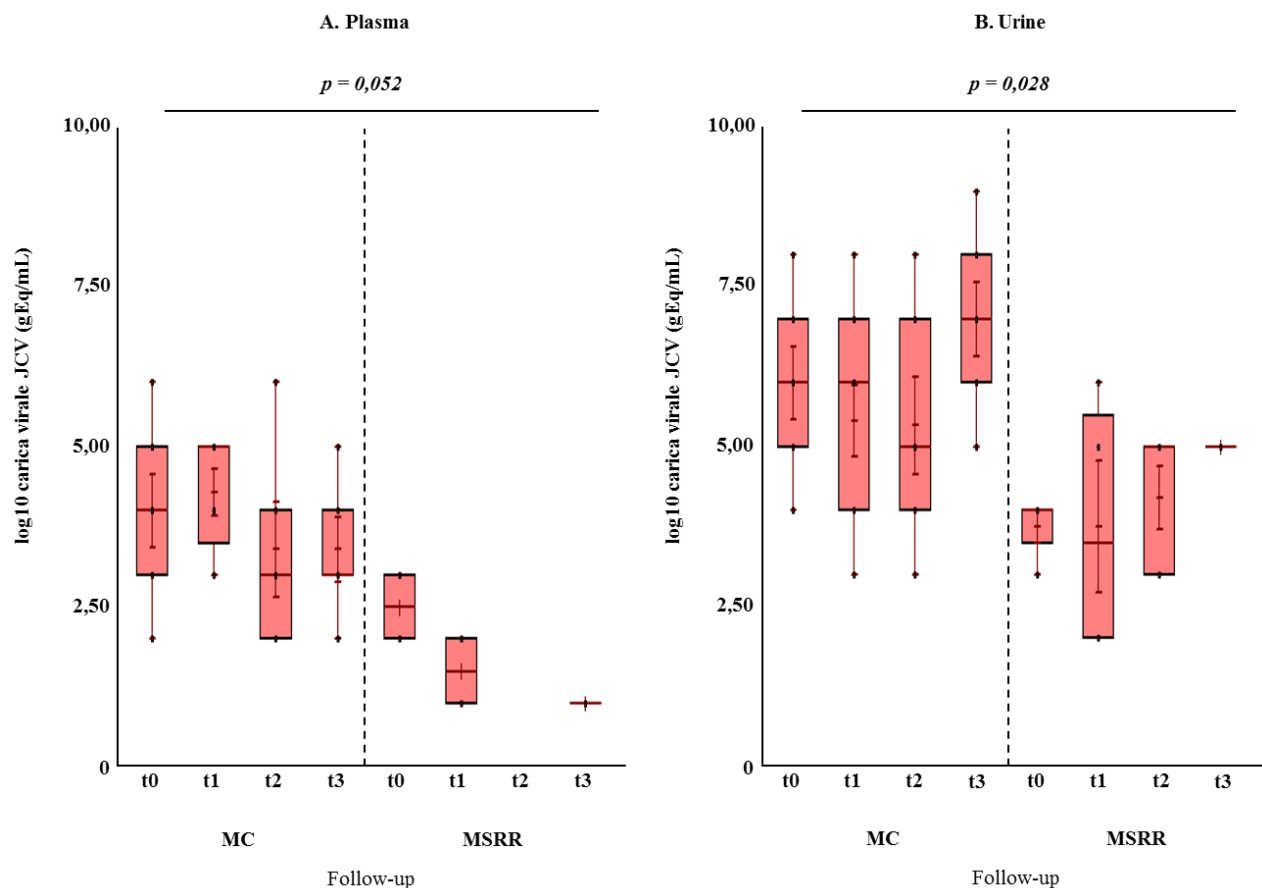 A. Plasma
p = 0,052
log10 carica virale JCV (gEq/mL)
10,00
7,50
5,00
2,50
0
t0 t1 t2 t3 t0 t1 t2 t3
MC MSRR
Follow-up
B. Urine
p = 0,028
log10 carica virale JCV (gEq/mL)
10,00
7,50
5,00
2,50
0
t0 t1 t2 t3 t0 t1 t2 t3
MC MSRR
Follow-up